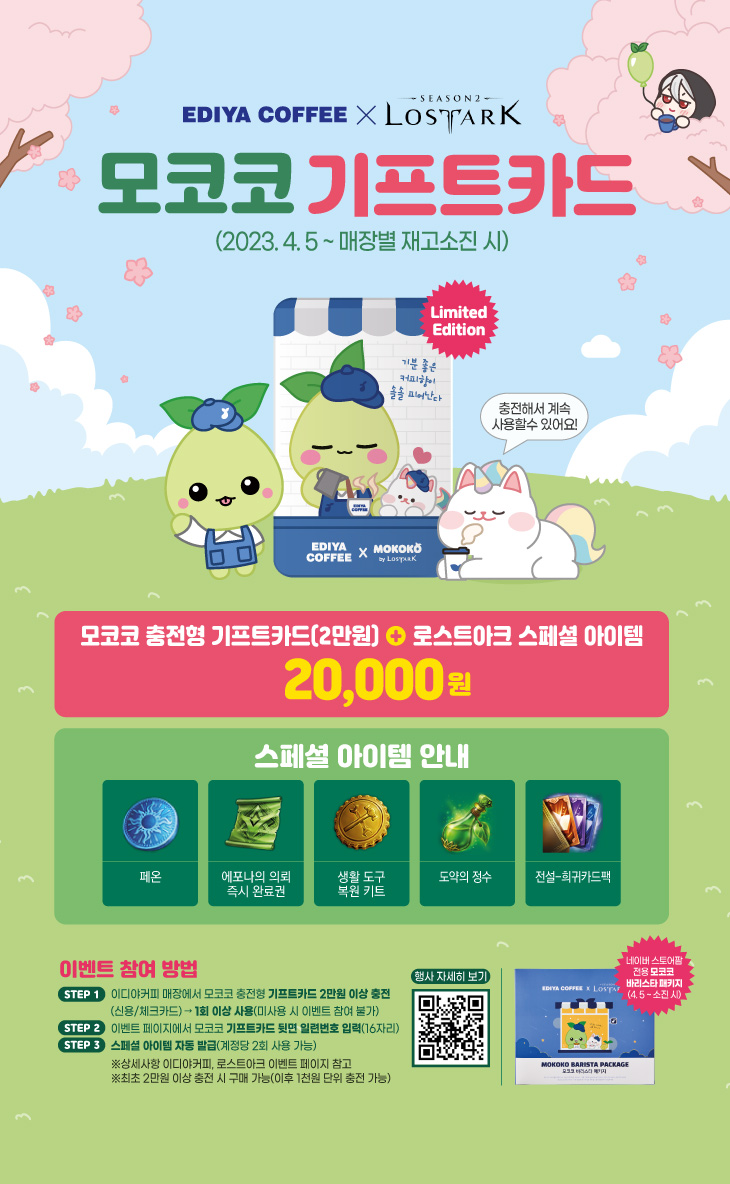 EDIYA COFFEE X SEASON2 LOST ARK
모코코 기프트카드
(2023. 4. 5 ~ 매장별 재고소진 시)
Limited
Edition
기분 좋은
커피향이
솔솔 피어난다
충전해서 계속
사용할수 있어요!
EDIYA
COFFEE
EDIYA
COFFEE X MOKOKO
by LOSTARK
모코코 충전형 기프트카드(2만원) + 로스트아크 스페셜 아이템
20,000원
스페셜 아이템 안내
페온
에포나의 의뢰
즉시 완료권
생활 도구
복원 키트
도약의 정수
전설-희귀카드팩
이벤트 참여 방법
STEP 1 이디야커피 매장에서 모코코 충전형 기프트카드 2만원 이상 충전
(신용/체크카드) → 1회 이상 사용(미사용 시 이벤트 참여 불가)
STEP 2 이벤트 페이지에서 모코코 기프트카드 뒷면 일련번호 입력(16자리)
STEP 3 스페셜 아이템 자동 발급(계정당 2회 사용 가능)
※상세사항 이디야커피, 로스트아크 이벤트 페이지 참고
※최초 2만원 이상 충전 시 구매 가능(이후 1천원 단위 충전 가능)
행사 자세히 보기
네이버 스토어팜
전용 모코코
바리스타 패키지
(4. 5 ~ 소진 시)
EDIYA COFFEE X LOSTARK
MOKOKO BARISTA PACKAGE
모코코 바리스타 패키지